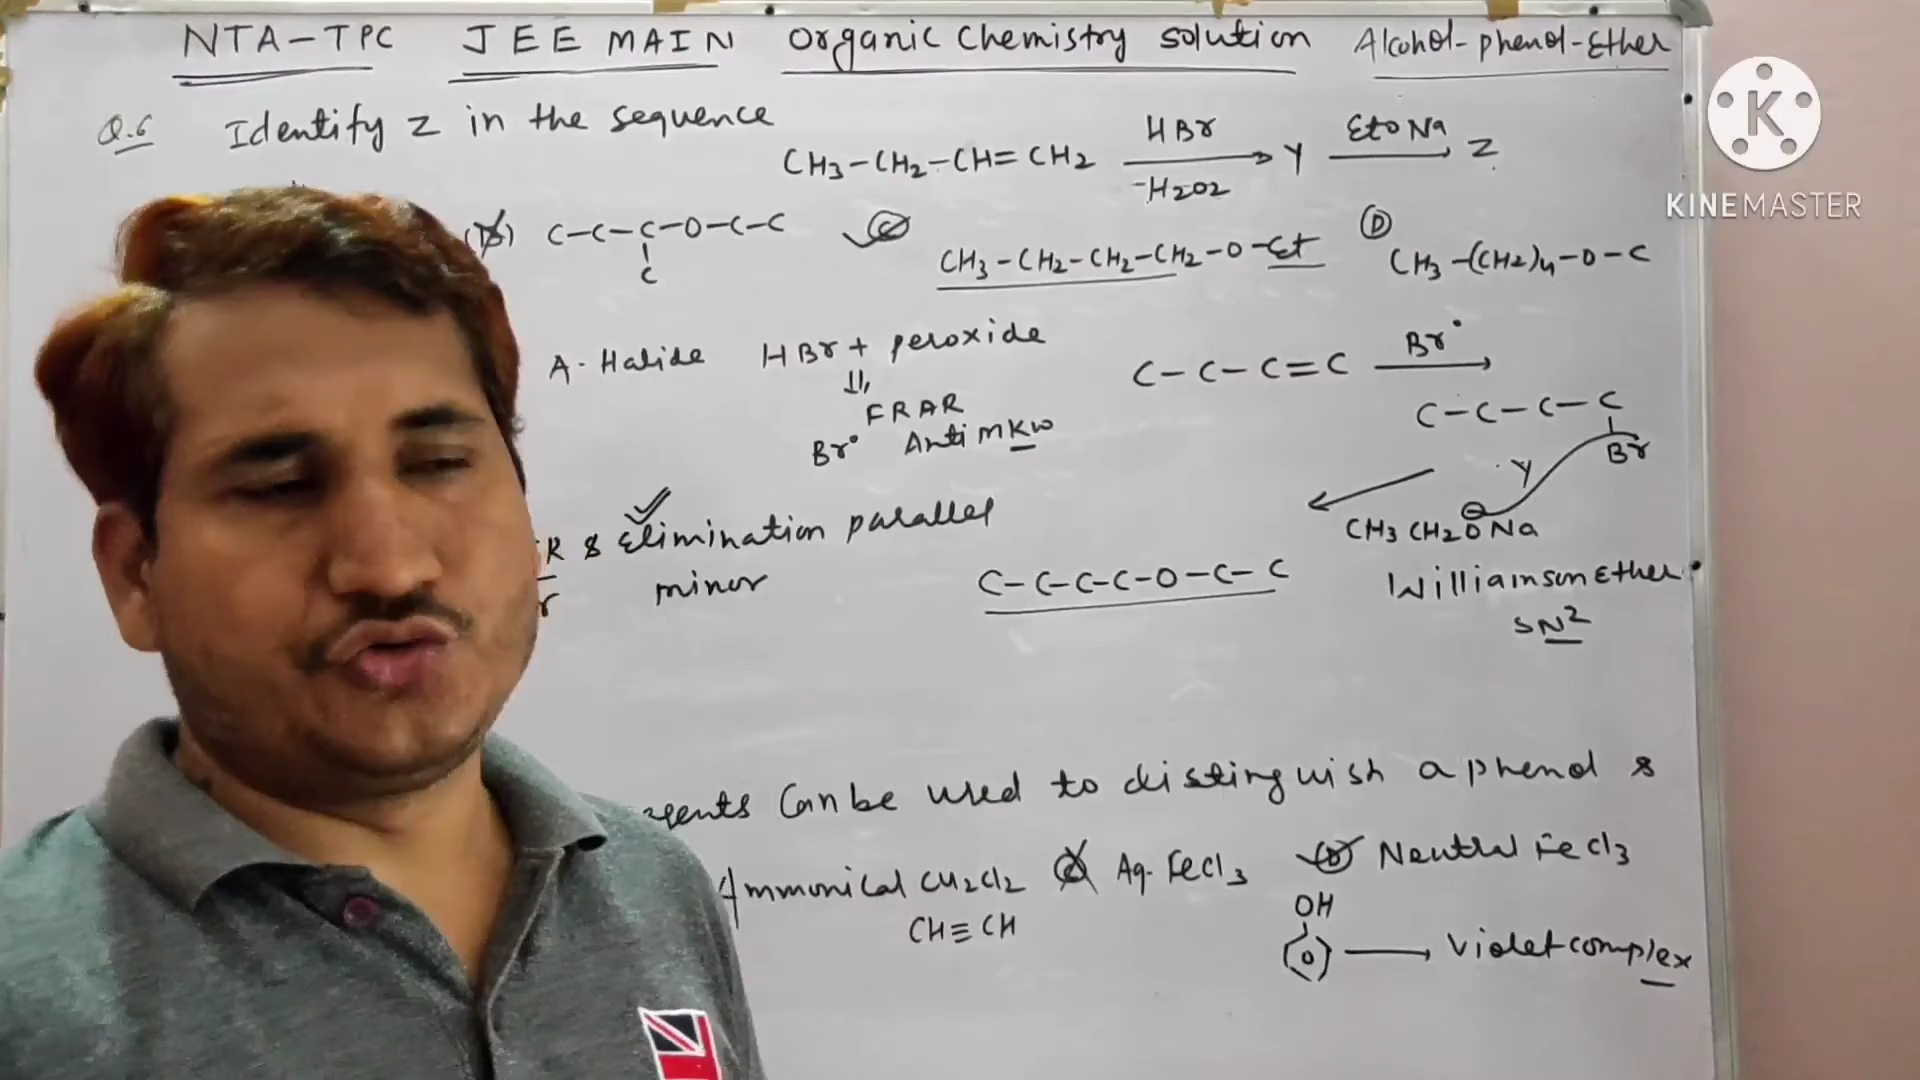 NTA-TPC JEE MAIN Organic Chemistry solution Alcohol-phenol-Ether
Q.6 Identify Z in the sequence
CH3-CH2-CH=CH2 HBr H2O2 Y EtONa Z
(B) C-C-C-O-C-C
C
(C) CH3-CH2-CH2-CH2-O-Et
(D) CH3-(CH2)4-O-C
KINEMASTER
A-Halide HBr + peroxide
FRAR
Br• Anti MKW
C-C-C=C Br•
C-C-C-C
Br
Y
CH3CH2ONa
R & Elimination parallel
minor
C-C-C-C-O-C-C
Williamson Ether
SN2
Can be used to distinguish a phenol &
Ammonical Cu2Cl2 Aq. FeCl3 (D) Neutral FeCl3
CH≡CH
OH
Violet complex